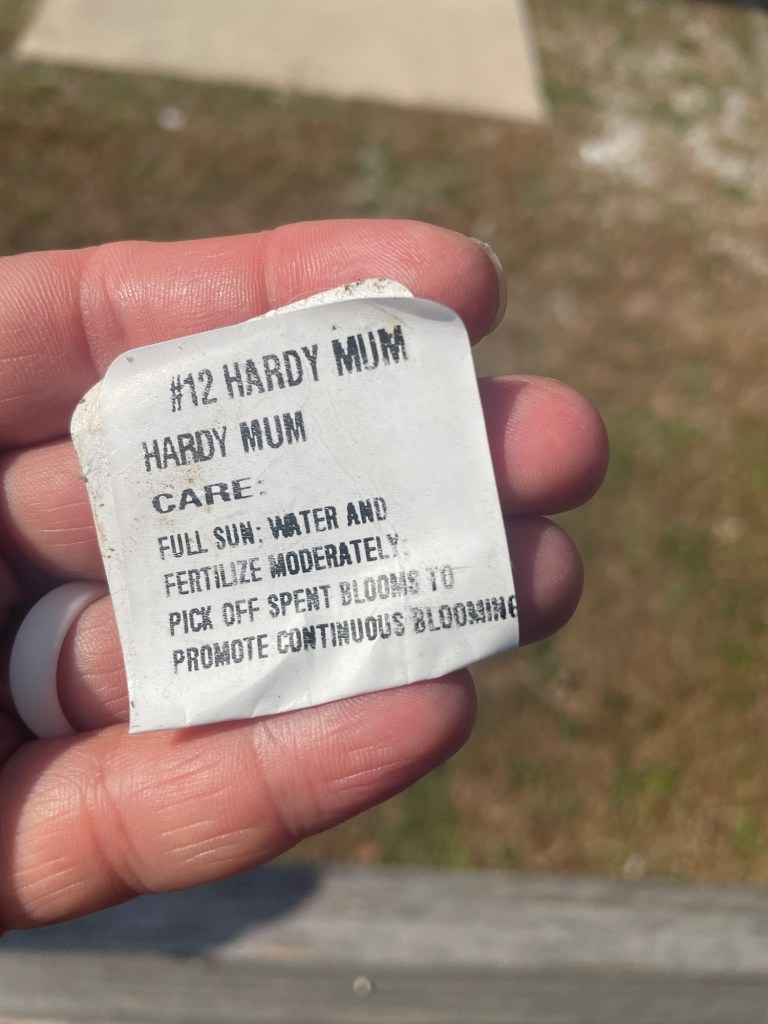 #12 HARDY MUM
HARDY MUM
CARE:
FULL SUN: WATER AND
FERTILIZE MODERATELY.
PICK OFF SPENT BLOOMS TO
PROMOTE CONTINUOUS BLOOMING